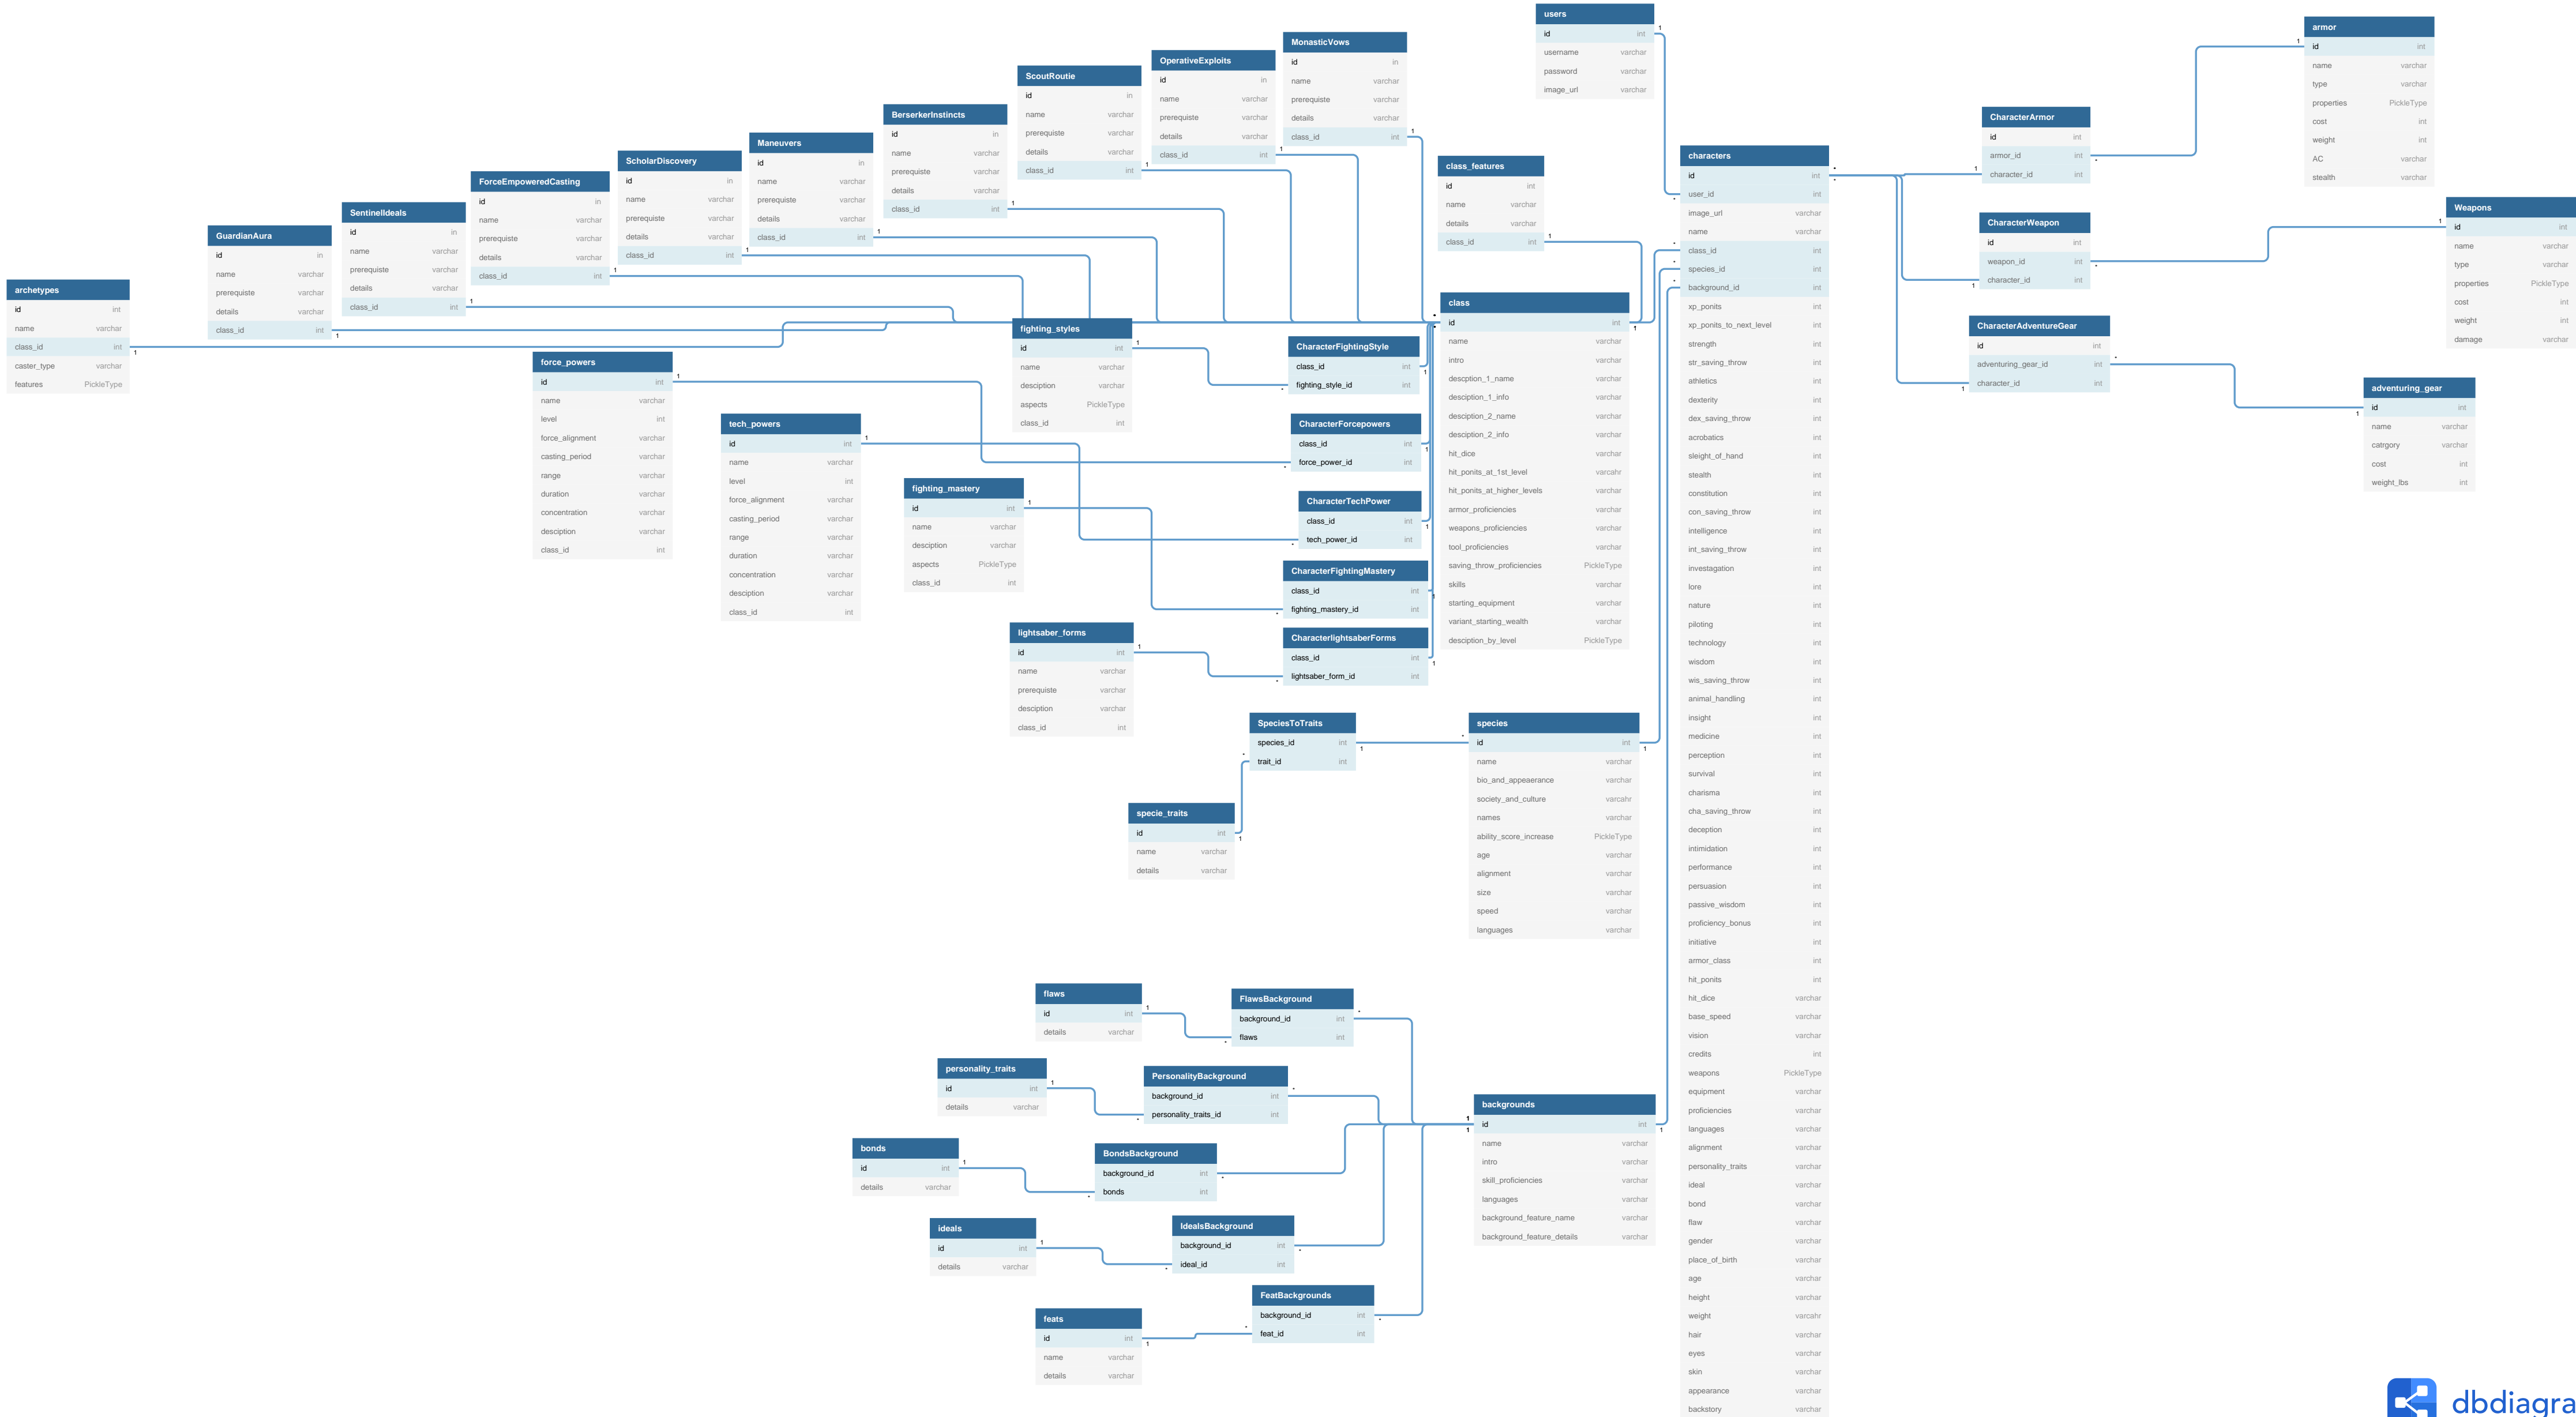 users
id int
username varchar
password varchar
image_url varchar
armor
id int
name varchar
type varchar
properties PickleType
cost int
weight int
AC varchar
stealth varchar
MonasticVows
id in
name varchar
prerequiste varchar
details varchar
class_id int
OperativeExploits
id in
name varchar
prerequiste varchar
details varchar
class_id int
ScoutRoutie
id in
name varchar
prerequiste varchar
details varchar
class_id int
BerserkerInstincts
id in
name varchar
prerequiste varchar
details varchar
class_id int
Maneuvers
id in
name varchar
prerequiste varchar
details varchar
class_id int
ScholarDiscovery
id in
name varchar
prerequiste varchar
details varchar
class_id int
ForceEmpoweredCasting
id in
name varchar
prerequiste varchar
details varchar
class_id int
SentinelIdeals
id in
name varchar
prerequiste varchar
details varchar
class_id int
GuardianAura
id in
name varchar
prerequiste varchar
details varchar
class_id int
archetypes
id int
name varchar
class_id int
caster_type varchar
features PickleType
class_features
id int
name varchar
details varchar
class_id int
CharacterArmor
id int
armor_id int
character_id int
CharacterWeapon
id int
weapon_id int
character_id int
Weapons
id int
name varchar
type varchar
properties PickleType
cost int
weight int
damage varchar
CharacterAdventureGear
id int
adventuring_gear_id int
character_id int
adventuring_gear
id int
name varchar
catrgory varchar
cost int
weight_lbs int
force_powers
id int
name varchar
level int
force_alignment varchar
casting_period varchar
range varchar
duration varchar
concentration varchar
desciption varchar
class_id int
tech_powers
id int
name varchar
level int
force_alignment varchar
casting_period varchar
range varchar
duration varchar
concentration varchar
desciption varchar
class_id int
fighting_styles
id int
name varchar
desciption varchar
aspects PickleType
class_id int
fighting_mastery
id int
name varchar
desciption varchar
aspects PickleType
class_id int
lightsaber_forms
id int
name varchar
prerequiste varchar
desciption varchar
class_id int
CharacterFightingStyle
class_id int
fighting_style_id int
CharacterForcepowers
class_id int
force_power_id int
CharacterTechPower
class_id int
tech_power_id int
CharacterFightingMastery
class_id int
fighting_mastery_id int
CharacterlightsaberForms
class_id int
lightsaber_form_id int
class
id int
name varchar
intro varchar
descption_1_name varchar
desciption_1_info varchar
desciption_2_name varchar
desciption_2_info varchar
hit_dice varchar
hit_ponits_at_1st_level varcahr
hit_ponits_at_higher_levels varchar
armor_proficiencies varchar
weapons_proficiencies varchar
tool_proficiencies varchar
saving_throw_proficiencies PickleType
skills varchar
starting_equipment varchar
variant_starting_wealth varchar
desciption_by_level PickleType
SpeciesToTraits
species_id int
trait_id int
specie_traits
id int
name varchar
details varchar
species
id int
name varchar
bio_and_appeaerance varchar
society_and_culture varcahr
names varchar
ability_score_increase PickleType
age varchar
alignment varchar
size varchar
speed varchar
languages varchar
flaws
id int
details varchar
FlawsBackground
background_id int
flaws int
personality_traits
id int
details varchar
PersonalityBackground
background_id int
personality_traits_id int
bonds
id int
details varchar
BondsBackground
background_id int
bonds int
ideals
id int
details varchar
IdealsBackground
background_id int
ideal_id int
feats
id int
name varchar
details varchar
FeatBackgrounds
background_id int
feat_id int
backgrounds
id int
name varchar
intro varchar
skill_proficiencies varchar
languages varchar
background_feature_name varchar
background_feature_details varchar
characters
id int
user_id int
image_url varchar
name varchar
class_id int
species_id int
background_id int
xp_ponits int
xp_ponits_to_next_level int
strength int
str_saving_throw int
athletics int
dexterity int
dex_saving_throw int
acrobatics int
sleight_of_hand int
stealth int
constitution int
con_saving_throw int
intelligence int
int_saving_throw int
investagation int
lore int
nature int
piloting int
technology int
wisdom int
wis_saving_throw int
animal_handling int
insight int
medicine int
perception int
survival int
charisma int
cha_saving_throw int
deception int
intimidation int
performance int
persuasion int
passive_wisdom int
proficiency_bonus int
initiative int
armor_class int
hit_ponits int
hit_dice varchar
base_speed varchar
vision varchar
credits int
weapons PickleType
equipment varchar
proficiencies varchar
languages varchar
alignment varchar
personality_traits varchar
ideal varchar
bond varchar
flaw varchar
gender varchar
place_of_birth varchar
age varchar
height varchar
weight varcahr
hair varchar
eyes varchar
skin varchar
appearance varchar
backstory varchar
dbdiagra